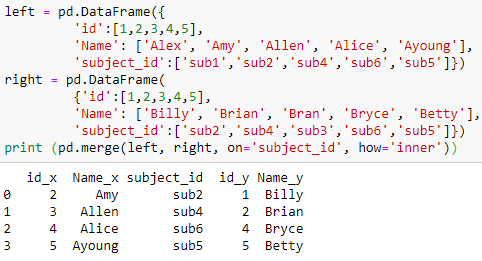 left = pd.DataFrame({
        'id':[1,2,3,4,5],
        'Name': ['Alex', 'Amy', 'Allen', 'Alice', 'Ayoung'],
        'subject_id':['sub1','sub2','sub4','sub6','sub5']})
right = pd.DataFrame(
        {'id':[1,2,3,4,5],
        'Name': ['Billy', 'Brian', 'Bran', 'Bryce', 'Betty'],
        'subject_id':['sub2','sub4','sub3','sub6','sub5']})
print (pd.merge(left, right, on='subject_id', how='inner'))
   id_x  Name_x subject_id  id_y Name_y
0     2     Amy       sub2     1  Billy
1     3   Allen       sub4     2  Brian
2     4   Alice       sub6     4  Bryce
3     5  Ayoung       sub5     5  Betty